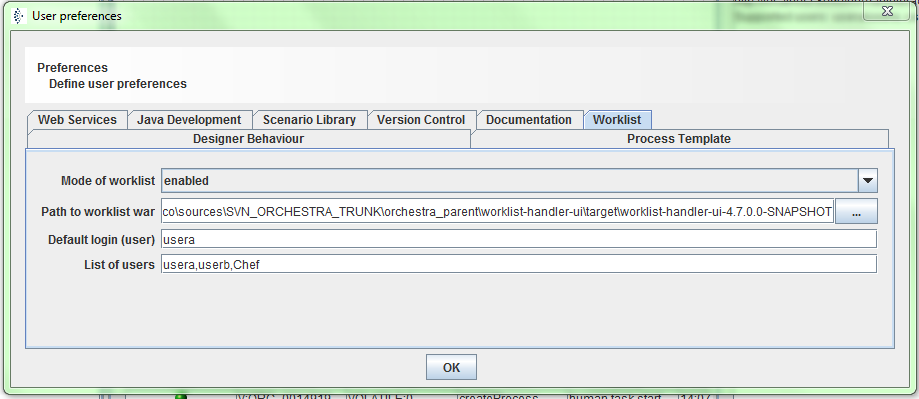 User preferences
Preferences
Define user preferences
Web Services Java Development Scenario Library Version Control Documentation Worklist
Designer Behaviour Process Template
Mode of worklist enabled
Path to worklist war co\sources\SVN_ORCHESTRA_TRUNK\orchestra_parent\worklist-handler-ui\target\worklist-handler-ui-4.7.0.0-SNAPSHOT ...
Default login (user) usera
List of users usera,userb,Chef
OK